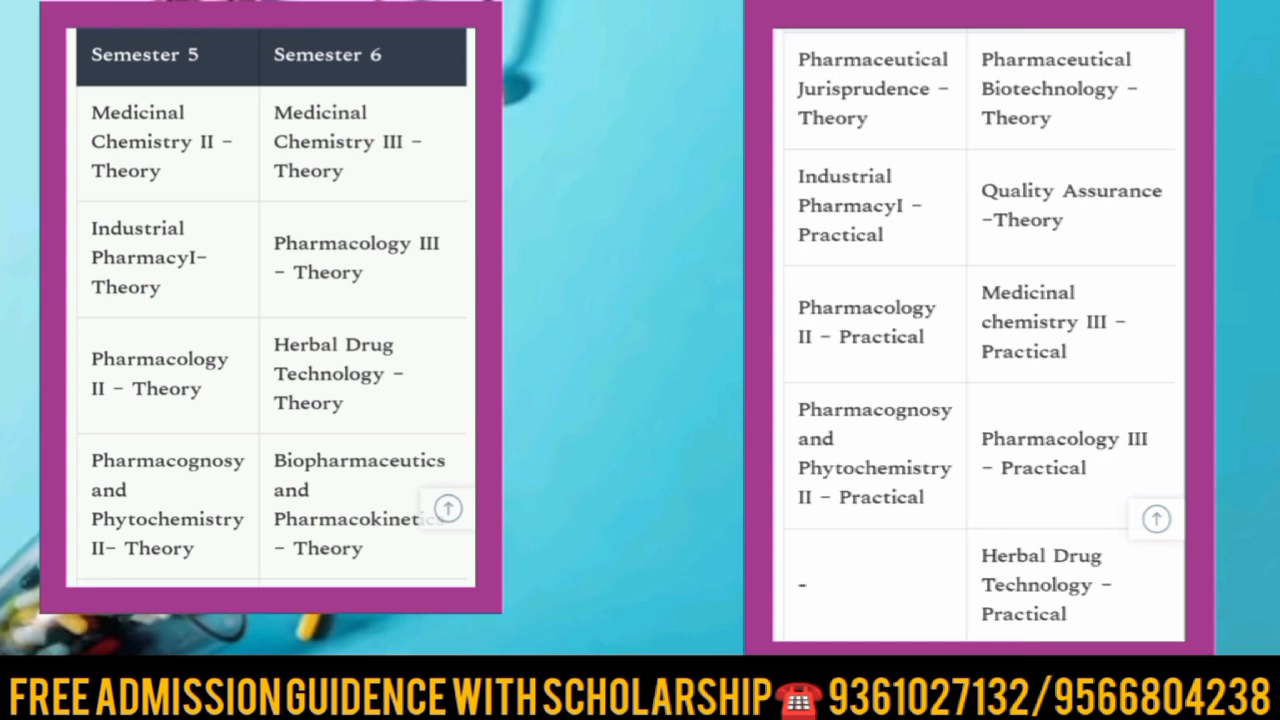 Semester 5
Semester 6
Medicinal
Chemistry II –
Theory
Medicinal
Chemistry III –
Theory
Industrial
PharmacyI–
Theory
Pharmacology III
– Theory
Pharmacology
II – Theory
Herbal Drug
Technology –
Theory
Pharmacognosy
and
Phytochemistry
II– Theory
Biopharmaceutics
and
Pharmacokinetics
– Theory
Pharmaceutical
Jurisprudence –
Theory
Pharmaceutical
Biotechnology –
Theory
Industrial
PharmacyI –
Practical
Quality Assurance
–Theory
Pharmacology
II – Practical
Medicinal
chemistry III –
Practical
Pharmacognosy
and
Phytochemistry
II – Practical
Pharmacology III
– Practical
-
Herbal Drug
Technology –
Practical
FREE ADMISSION GUIDENCE WITH SCHOLARSHIP☎️ 9361027132/9566804238